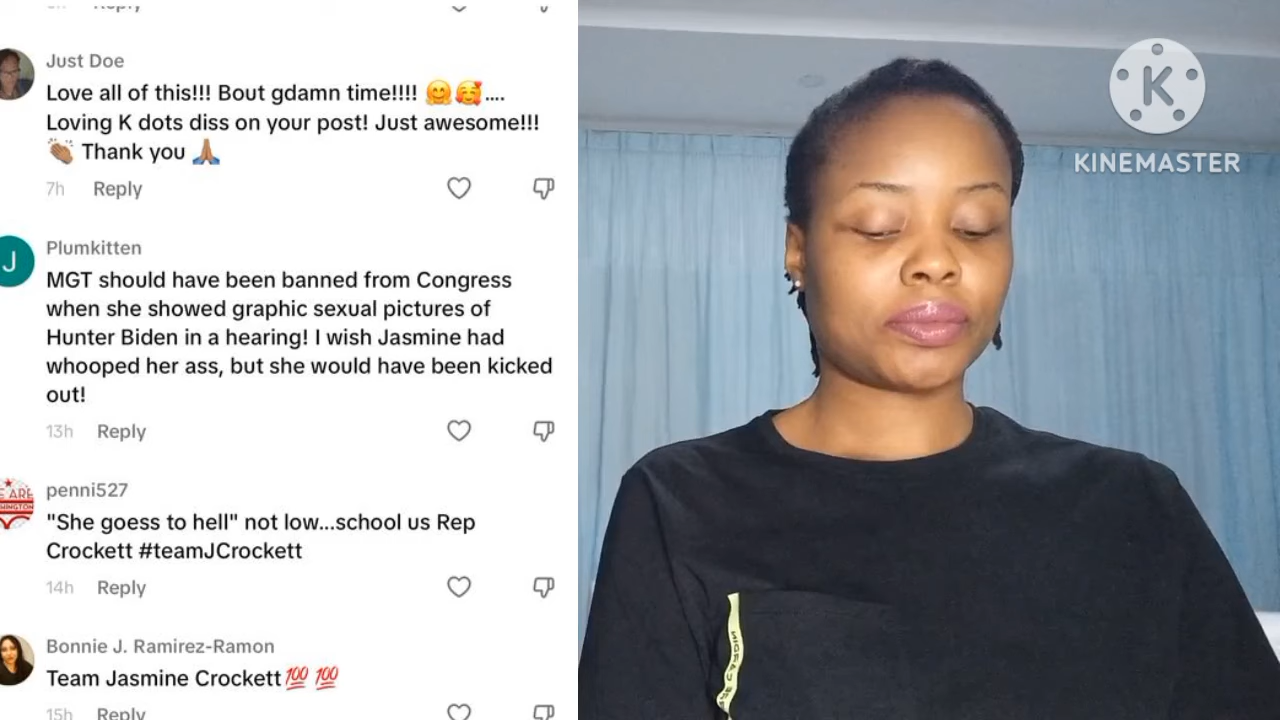 Reply
Just Doe
Love all of this!!! Bout gdamn time!!!! 🤗🥰....
Loving K dots diss on your post! Just awesome!!!
👏🏽 Thank you 🙏🏽
7h Reply
J
Plumkitten
MGT should have been banned from Congress
when she showed graphic sexual pictures of
Hunter Biden in a hearing! I wish Jasmine had
whooped her ass, but she would have been kicked
out!
13h Reply
penni527
"She goess to hell" not low...school us Rep
Crockett #teamJCrockett
14h Reply
Bonnie J. Ramirez-Ramon
Team Jasmine Crockett💯 💯
15h Reply
K
KINEMASTER